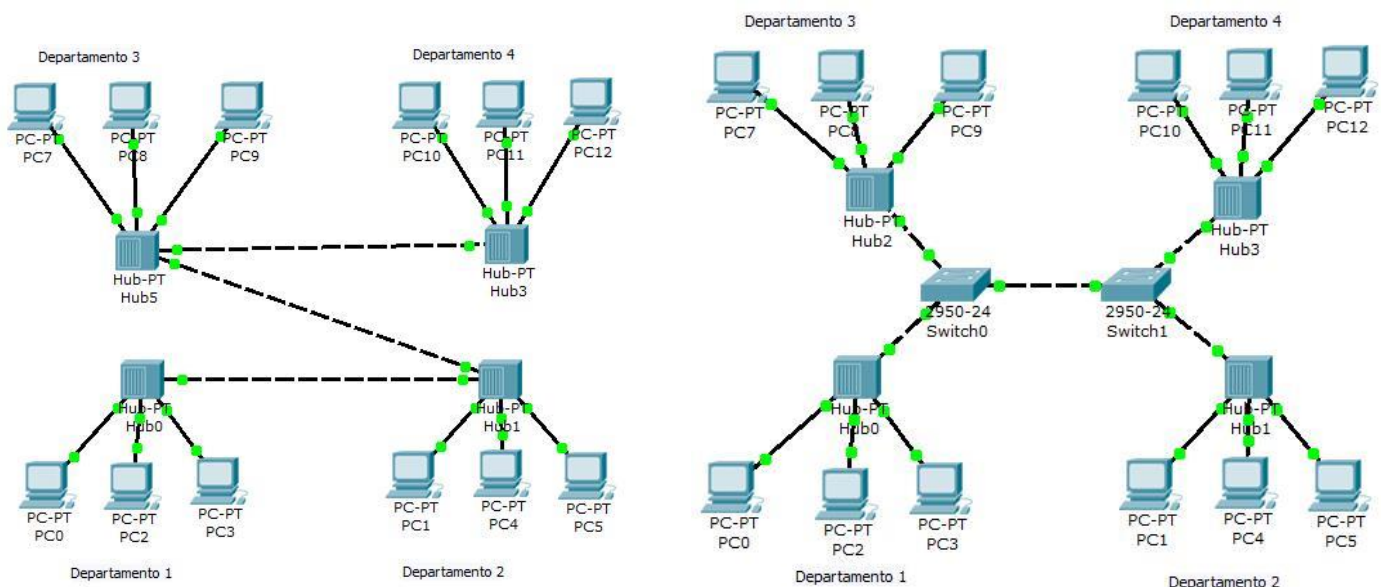 Departamento 3
Departamento 4
PC-PT
PC7
PC-PT
PC8
PC-PT
PC9
PC-PT
PC10
PC-PT
PC11
PC-PT
PC12
Hub-PT
Hub5
Hub-PT
Hub3
Hub-PT
Hub0
Hub-PT
Hub1
PC-PT
PC0
PC-PT
PC2
PC-PT
PC3
PC-PT
PC1
PC-PT
PC4
PC-PT
PC5
Departamento 1
Departamento 2
Departamento 3
Departamento 4
PC-PT
PC7
PC-PT
PC8
PC-PT
PC9
PC-PT
PC10
PC-PT
PC11
PC-PT
PC12
Hub-PT
Hub2
Hub-PT
Hub3
2950-24
Switch0
2950-24
Switch1
Hub-PT
Hub0
Hub-PT
Hub1
PC-PT
PC0
PC-PT
PC2
PC-PT
PC3
PC-PT
PC1
PC-PT
PC4
PC-PT
PC5
Departamento 1
Departamento 2